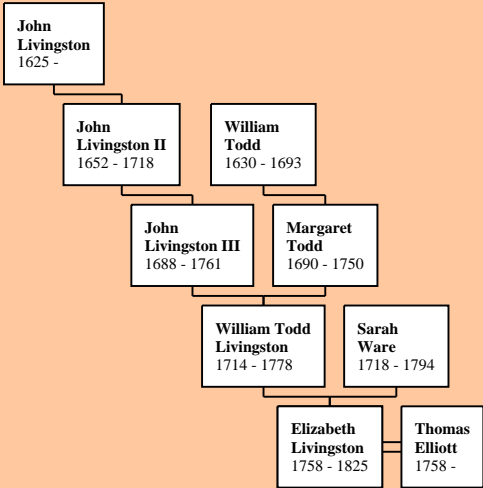 John
Livingston
1625 -
John
Livingston II
1652 - 1718
William
Todd
1630 - 1693
John
Livingston III
1688 - 1761
Margaret
Todd
1690 - 1750
William Todd
Livingston
1714 - 1778
Sarah
Ware
1718 - 1794
Elizabeth
Livingston
1758 - 1825
Thomas
Elliott
1758 -